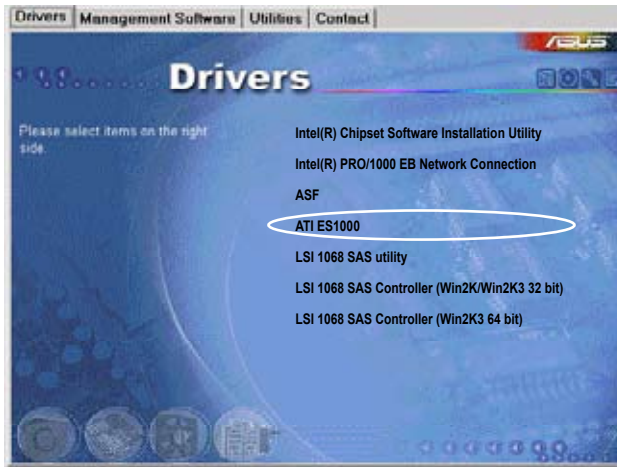 Drivers Management Software Utilities Contact
/SUS
Drivers
Please select items on the right
side.
Intel(R) Chipset Software Installation Utility
Intel(R) PRO/1000 EB Network Connection
ASF
ATI ES1000
LSI 1068 SAS utility
LSI 1068 SAS Controller (Win2K/Win2K3 32 bit)
LSI 1068 SAS Controller (Win2K3 64 bit)